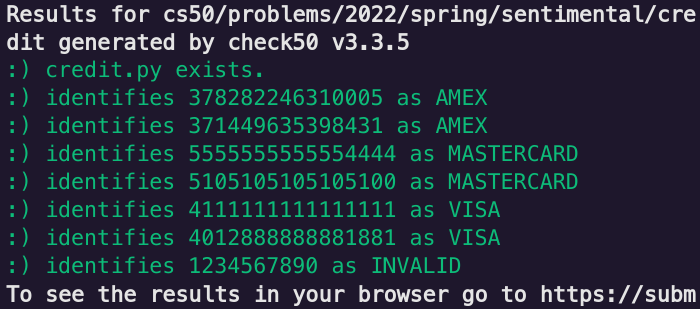 Results for cs50/problems/2022/spring/sentimental/cre
dit generated by check50 v3.3.5
:) credit.py exists.
:) identifies 378282246310005 as AMEX
:) identifies 371449635398431 as AMEX
:) identifies 5555555555554444 as MASTERCARD
:) identifies 5105105105105100 as MASTERCARD
:) identifies 4111111111111111 as VISA
:) identifies 4012888888881881 as VISA
:) identifies 1234567890 as INVALID
To see the results in your browser go to https://subm